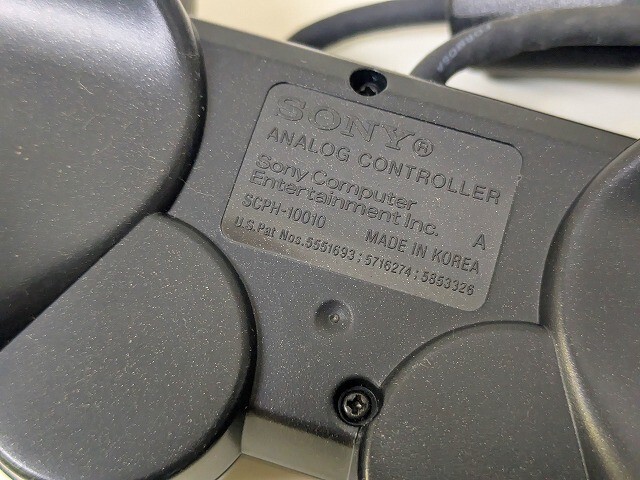 SONY®
ANALOG CONTROLLER
Sony Computer
Entertainment Inc. A
SCPH-10010 MADE IN KOREA
U.S.Pat Nos.5551693;5716274;5853326